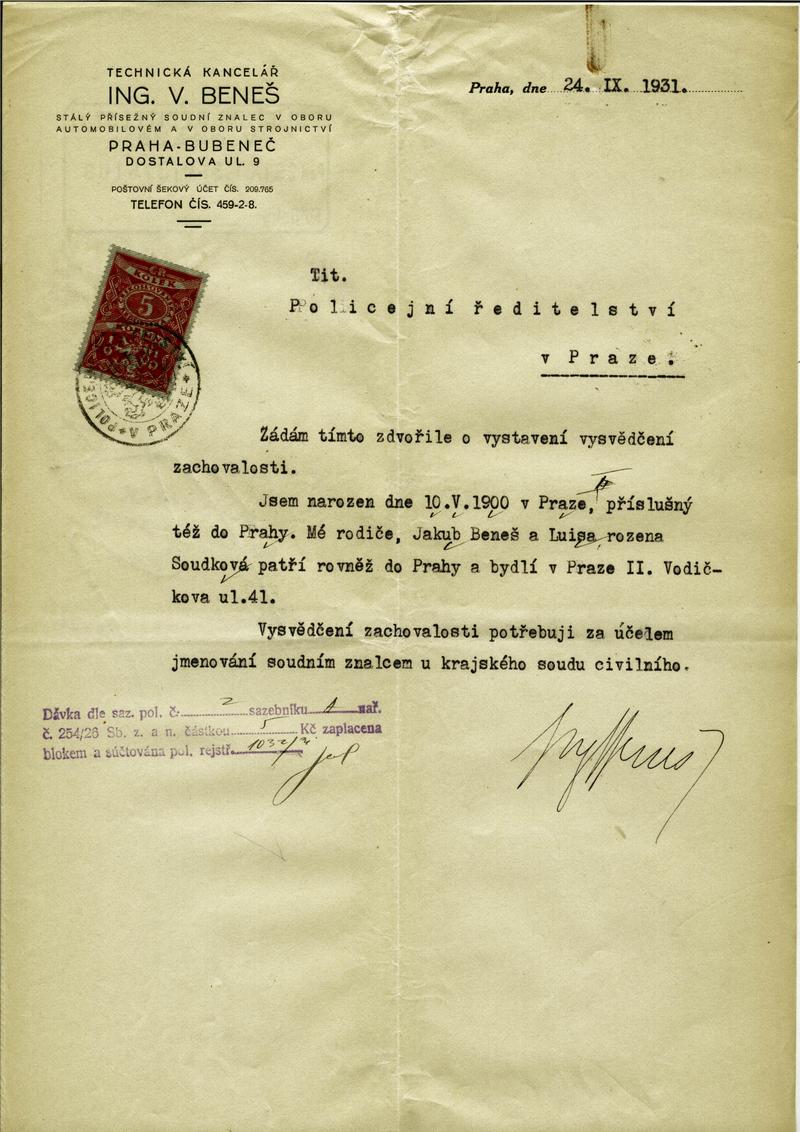 TECHNICKÁ KANCELÁŘ
ING. V. BENEŠ
STÁLÝ PŘÍSEŽNÝ SOUDNÍ ZNALEC V OBORU
AUTOMOBILOVÉM A V OBORU STROJNICTVÍ
PRAHA-BUBENEČ
DOSTALOVA UL. 9
POŠTOVNÍ ŠEKOVÝ ÚČET ČÍS. 209.765
TELEFON ČÍS. 459-2-8.
Praha, dne 24. IX. 1931.
KOLEK
5
V PRAZE
Tit.
Policejní ředitelství
v Praze.
Žádám tímto zdvořile o vystavení vysvědčení
zachovalosti.
Jsem narozen dne 10.V.1900 v Praze, příslušný
též do Prahy. Mé rodiče, Jakub Beneš a Luisa rozena
Soudková patří rovněž do Prahy a bydlí v Praze II. Vodič-
kova ul.41.
Vysvědčení zachovalosti potřebuji za účelem
jmenování soudním znalcem u krajského soudu civilního.
Dávka dle saz. pol. č. 2 sazebníku 1 nař.
č. 254/26 Sb. z. a n. částkou 5 Kč zaplacena
blokem a súčtována pol. rejstř.